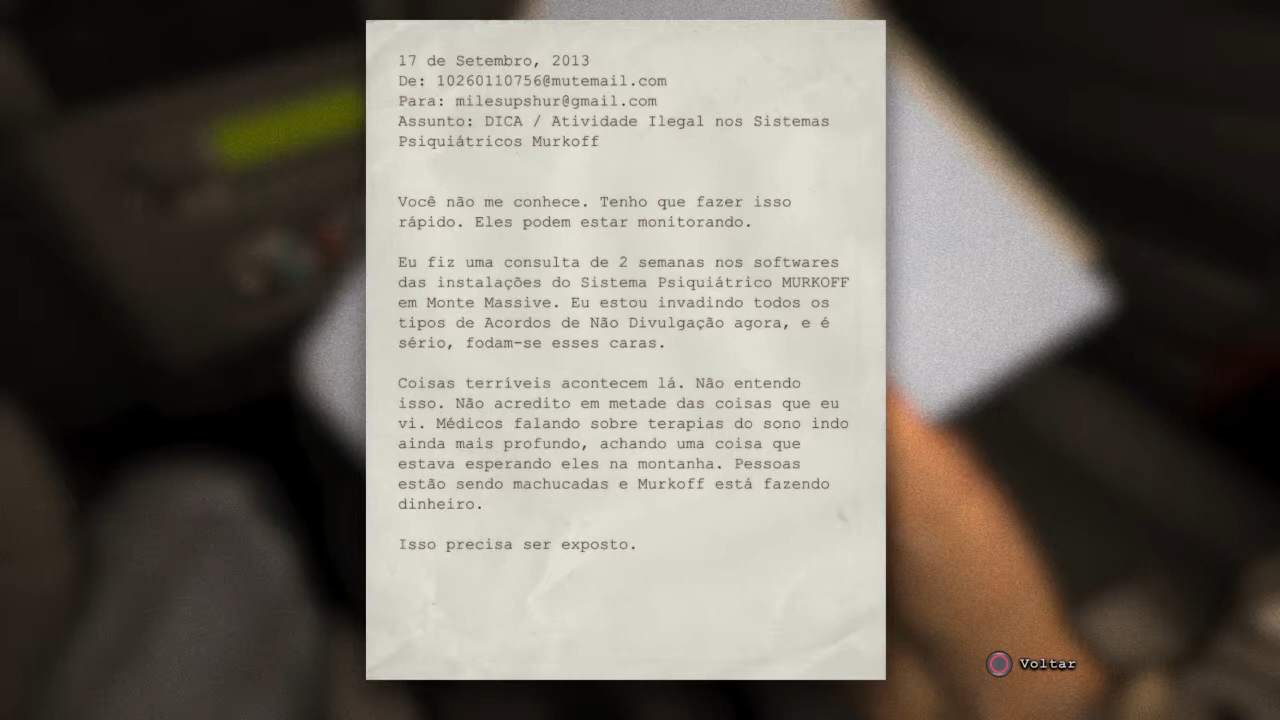 17 de Setembro, 2013
De: 10260110756@mutemail.com
Para: milesupshur@gmail.com
Assunto: DICA / Atividade Ilegal nos Sistemas
Psiquiátricos Murkoff
Você não me conhece. Tenho que fazer isso
rápido. Eles podem estar monitorando.
Eu fiz uma consulta de 2 semanas nos softwares
das instalações do Sistema Psiquiátrico MURKOFF
em Monte Massive. Eu estou invadindo todos os
tipos de Acordos de Não Divulgação agora, e é
sério, fodam-se esses caras.
Coisas terríveis acontecem lá. Não entendo
isso. Não acredito em metade das coisas que eu
vi. Médicos falando sobre terapias do sono indo
ainda mais profundo, achando uma coisa que
estava esperando eles na montanha. Pessoas
estão sendo machucadas e Murkoff está fazendo
dinheiro.
Isso precisa ser exposto.
Voltar